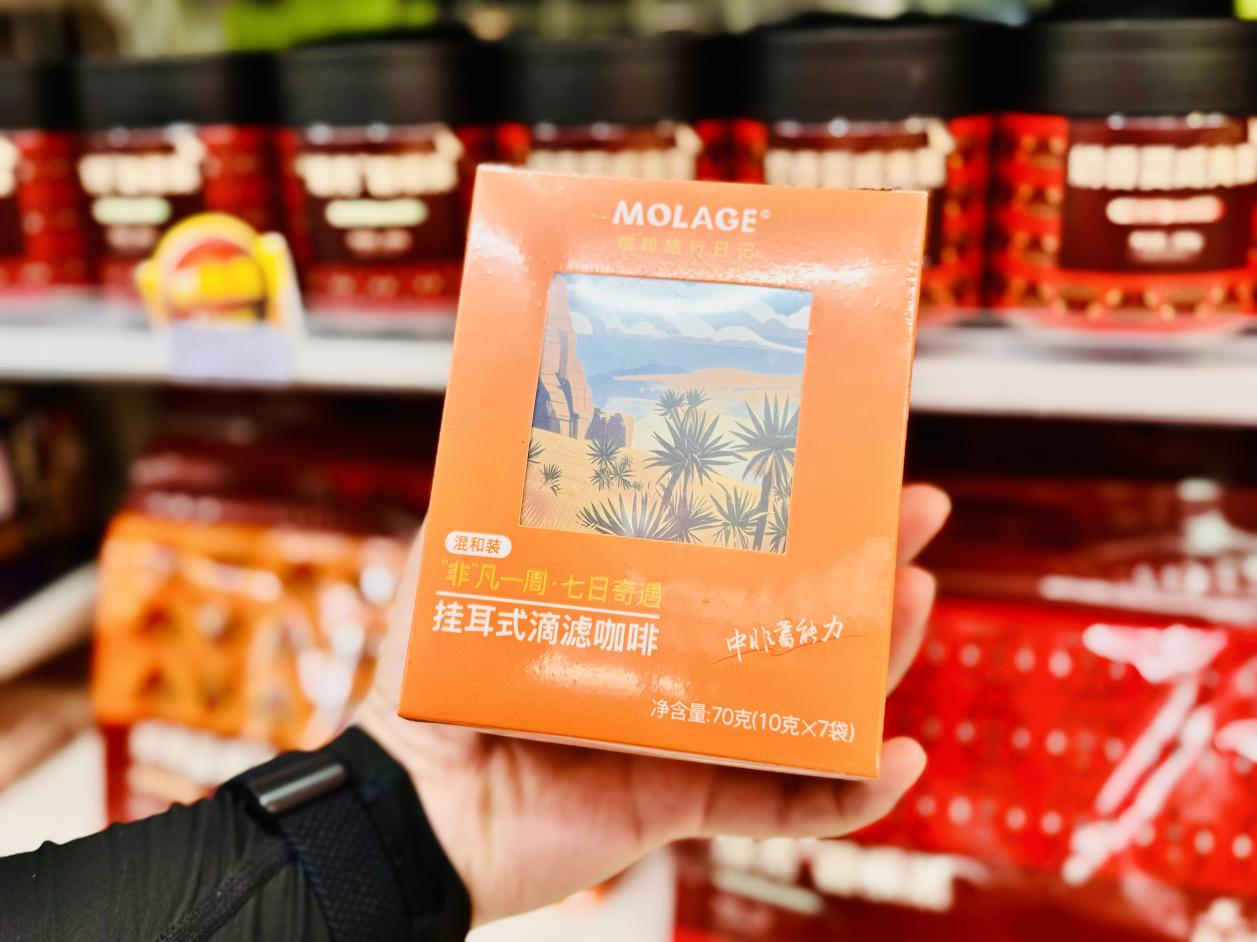 MOLAGE©
咖啡旅行日记
混和装
"非"凡一周·七日奇遇
挂耳式滴滤咖啡
中非蓄能力
净含量:70克(10克×7袋)